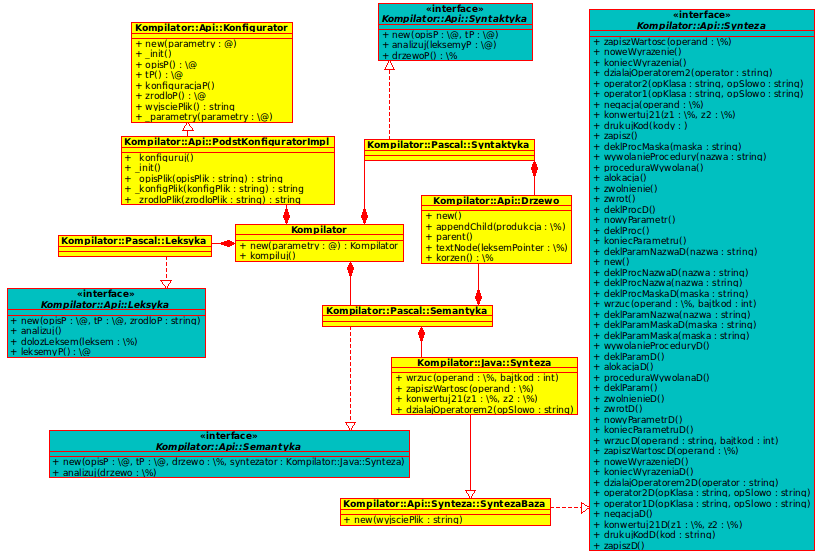 Kompilator::Api::Konfigurator
+ new(parametry : @)
+ _init()
+ opisP() : \@
+ tP() : \@
+ konfiguracjaP()
+ zrodloP() : \@
+ wyjsciePlik() : string
+ _parametry(parametry : \@)
«interface»
Kompilator::Api::Syntaktyka
+ new(opisP : \@, tP : \@)
+ analizuj(leksemyP : \@)
+ drzewoP() : \%
Kompilator::Api::PodstKonfiguratorImpl
+ _konfiguruj()
+ _init()
+ _opisPlik(opisPlik : string) : string
+ _konfigPlik(konfigPlik : string) : string
+ _zrodloPlik(zrodloPlik : string) : string
Kompilator::Pascal::Syntaktyka
Kompilator::Api::Drzewo
+ new()
+ appendChild(produkcja : \%)
+ parent()
+ textNode(leksemPointer : \%)
+ korzen() : \%
Kompilator
+ new(parametry : @) : Kompilator
+ kompiluj()
Kompilator::Pascal::Leksyka
«interface»
Kompilator::Api::Leksyka
+ new(opisP : \@, tP : \@, zrodloP : string)
+ analizuj()
+ dolozLeksem(leksem : \%)
+ leksemyP() : \@
Kompilator::Pascal::Semantyka
Kompilator::Java::Synteza
+ wrzuc(operand : \%, bajtkod : int)
+ zapiszWartosc(operand : \%)
+ konwertuj21(z1 : \%, z2 : \%)
+ dzialajOperatorem2(opSlowo : string)
«interface»
Kompilator::Api::Semantyka
+ new(opisP : \@, tP : \@, drzewo : \%, syntezator : Kompilator::Java::Synteza)
+ analizuj(drzewo : \%)
Kompilator::Api::Synteza::SyntezaBaza
+ new(wyjsciePlik : string)
«interface»
Kompilator::Api::Synteza
+ zapiszWartosc(operand : \%)
+ noweWyrazenie()
+ koniecWyrazenia()
+ dzialajOperatorem2(operator : string)
+ operator2(opKlasa : string, opSlowo : string)
+ operator1(opKlasa : string, opSlowo : string)
+ negacja(operand : \%)
+ konwertuj21(z1 : \%, z2 : \%)
+ drukujKod(kody : )
+ zapisz()
+ deklProcMaska(maska : string)
+ wywolanieProcedury(nazwa : string)
+ proceduraWywolana()
+ alokacja()
+ zwolnienie()
+ zwrot()
+ deklProcD()
+ nowyParametr()
+ deklProc()
+ koniecParametru()
+ deklParamNazwaD(nazwa : string)
+ new()
+ deklProcNazwaD(nazwa : string)
+ deklProcNazwa(nazwa : string)
+ deklProcMaskaD(maska : string)
+ wrzuc(operand : \%, bajtkod : int)
+ deklParamNazwa(nazwa : string)
+ deklParamMaskaD(maska : string)
+ deklParamMaska(maska : string)
+ wywolanieProceduryD()
+ deklParamD()
+ alokacjaD()
+ proceduraWywolanaD()
+ deklParam()
+ zwolnienieD()
+ zwrotD()
+ nowyParametrD()
+ koniecParametruD()
+ wrzucD(operand : string, bajtkod : int)
+ zapiszWartoscD(operand : \%)
+ noweWyrazenieD()
+ koniecWyrazeniaD()
+ dzialajOperatorem2D(operator : string)
+ operator2D(opKlasa : string, opSlowo : string)
+ operator1D(opKlasa : string, opSlowo : string)
+ negacjaD()
+ konwertuj21D(z1 : \%, z2 : \%)
+ drukujKodD(kod : string)
+ zapiszD()